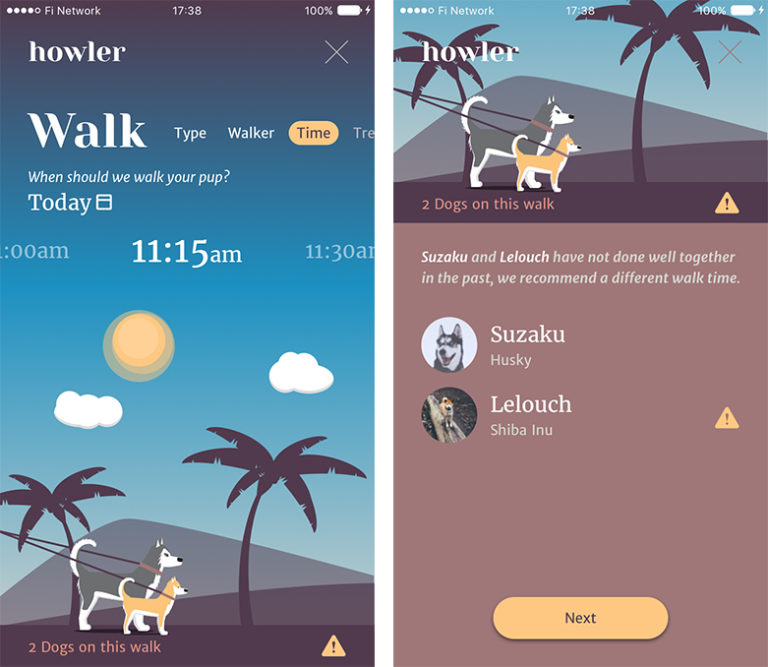 Fi Network 17:38 100%
howler
Walk Type Walker Time Tre
When should we walk your pup?
Today
:00am 11:15am 11:30ar
2 Dogs on this walk
Fi Network 17:38 100%
howler
2 Dogs on this walk
Suzaku and Lelouch have not done well together
in the past, we recommend a different walk time.
Suzaku
Husky
Lelouch
Shiba Inu
Next